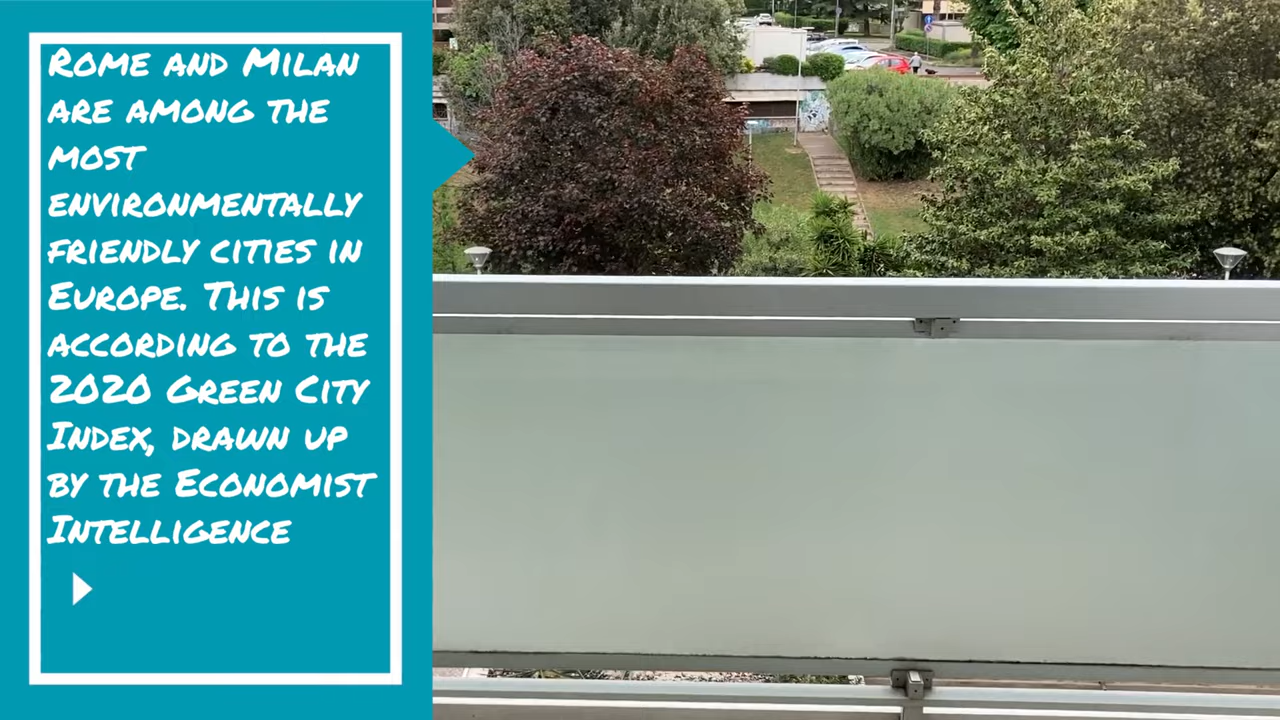 Rome and Milan
are among the
most
environmentally
friendly cities in
Europe. This is
according to the
2020 Green City
Index, drawn up
by the Economist
Intelligence